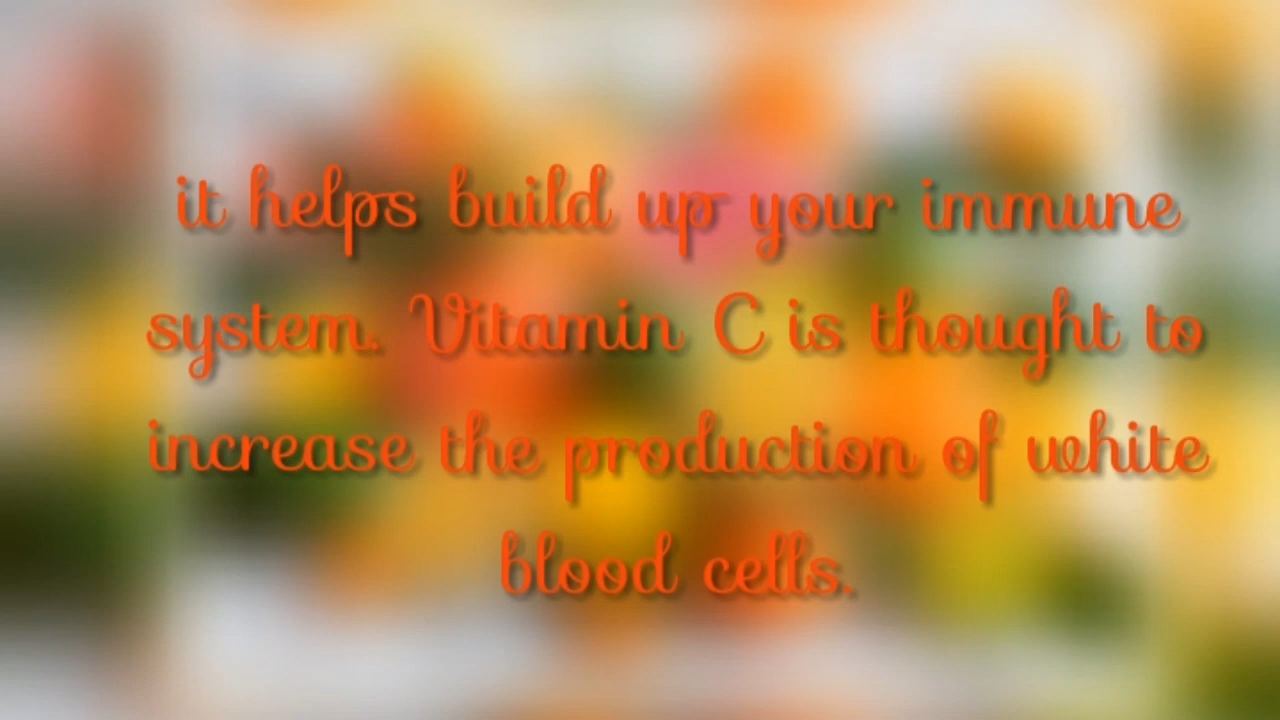 it helps build up your immune
system. Vitamin C is thought to
increase the production of white
blood cells.